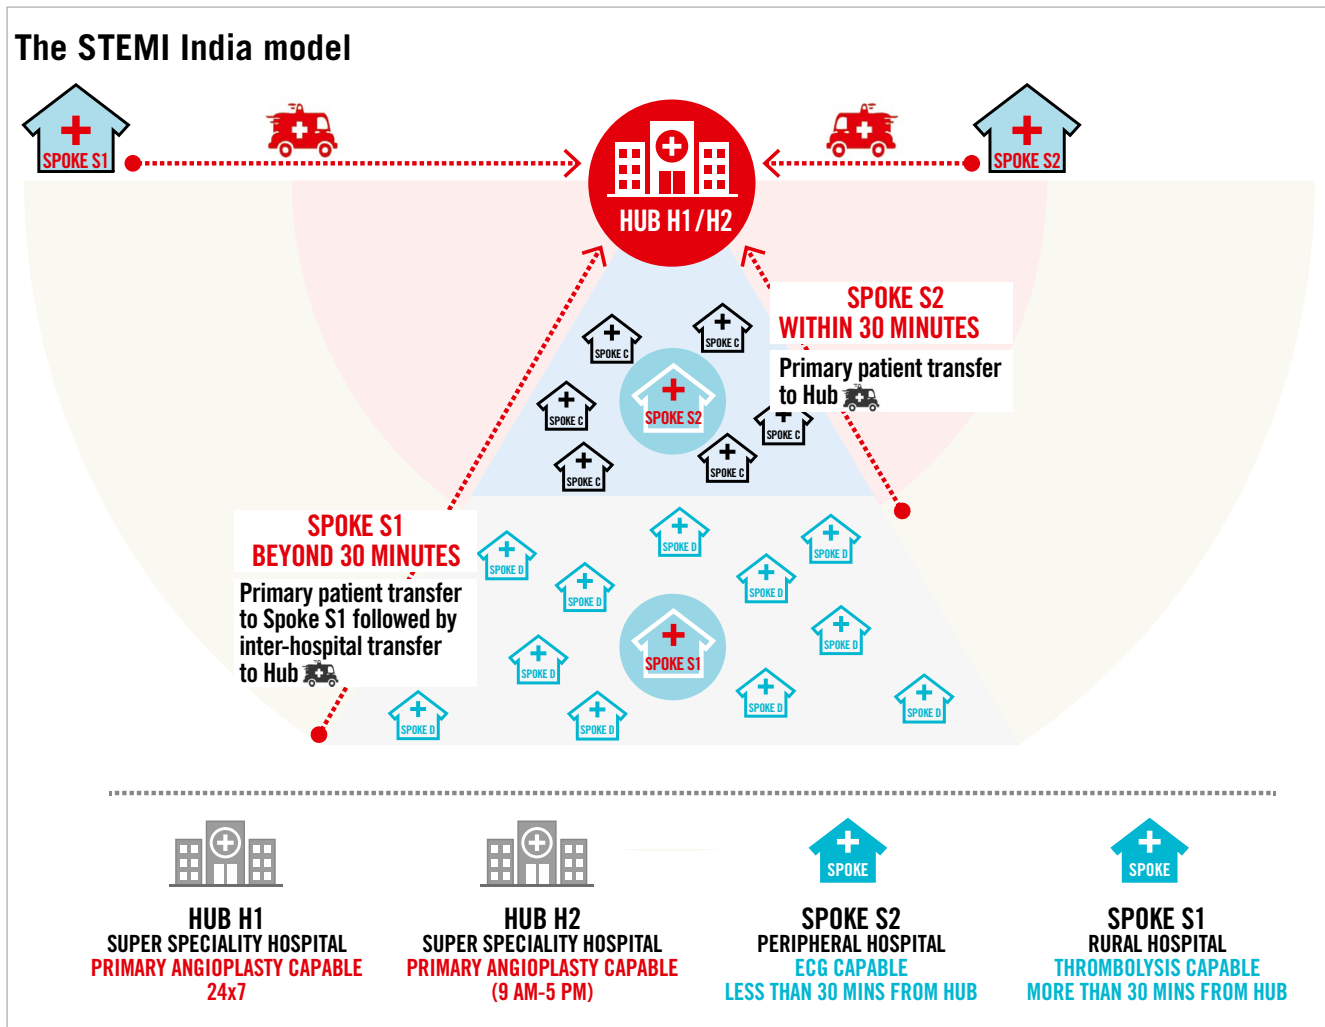 The STEMI India model
SPOKE S1
SPOKE S2
HUB H1/H2
SPOKE S2
WITHIN 30 MINUTES
Primary patient transfer
to Hub
SPOKE C
SPOKE C
SPOKE C
SPOKE S2
SPOKE C
SPOKE C
SPOKE C
SPOKE S1
BEYOND 30 MINUTES
Primary patient transfer
to Spoke S1 followed by
inter-hospital transfer
to Hub
SPOKE D
SPOKE D
SPOKE D
SPOKE D
SPOKE D
SPOKE D
SPOKE D
SPOKE S1
SPOKE D
SPOKE D
SPOKE D
SPOKE D
HUB H1
SUPER SPECIALITY HOSPITAL
PRIMARY ANGIOPLASTY CAPABLE
24x7
HUB H2
SUPER SPECIALITY HOSPITAL
PRIMARY ANGIOPLASTY CAPABLE
(9 AM-5 PM)
SPOKE
SPOKE S2
PERIPHERAL HOSPITAL
ECG CAPABLE
LESS THAN 30 MINS FROM HUB
SPOKE
SPOKE S1
RURAL HOSPITAL
THROMBOLYSIS CAPABLE
MORE THAN 30 MINS FROM HUB